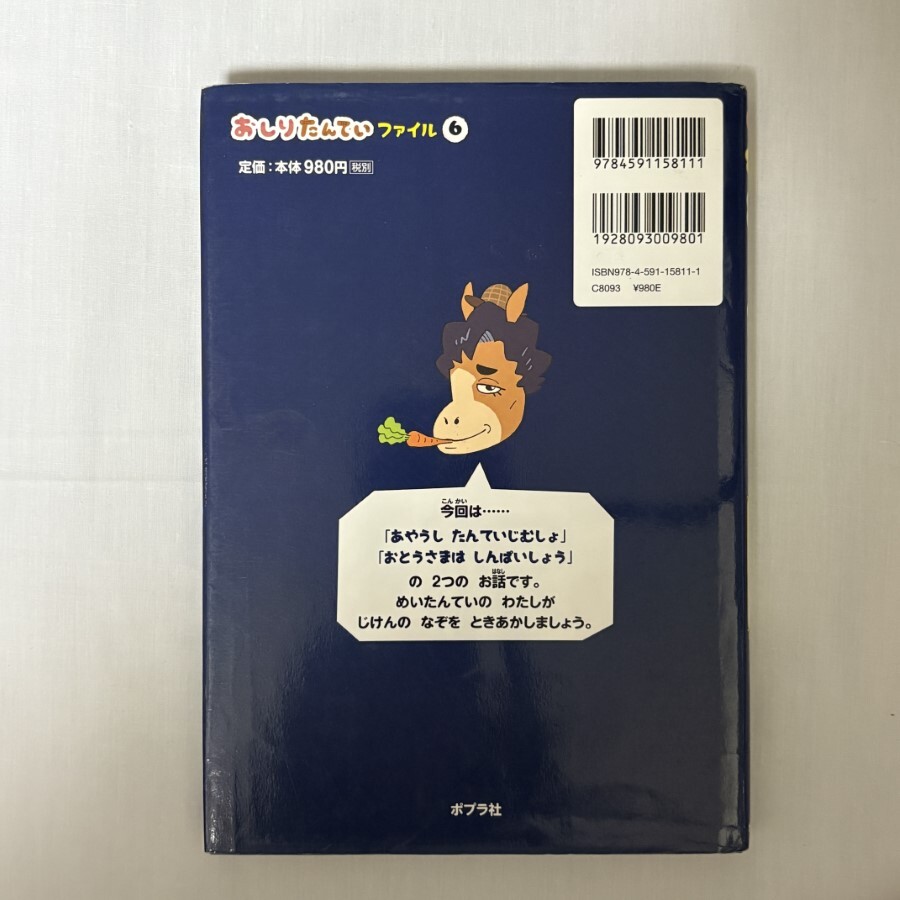 おしりたんていファイル6
定価:本体980円 税別
9784591158111
1928093009801
ISBN978-4-591-15811-1
C8093 ¥980E
こん かい
今回は……
「あやうし たんていじむしょ」
「おとうさまは しんぱいしょう」
はなし
の 2つの お話です。
めいたんていの わたしが
じけんの なぞを ときあかしましょう。
ポプラ社